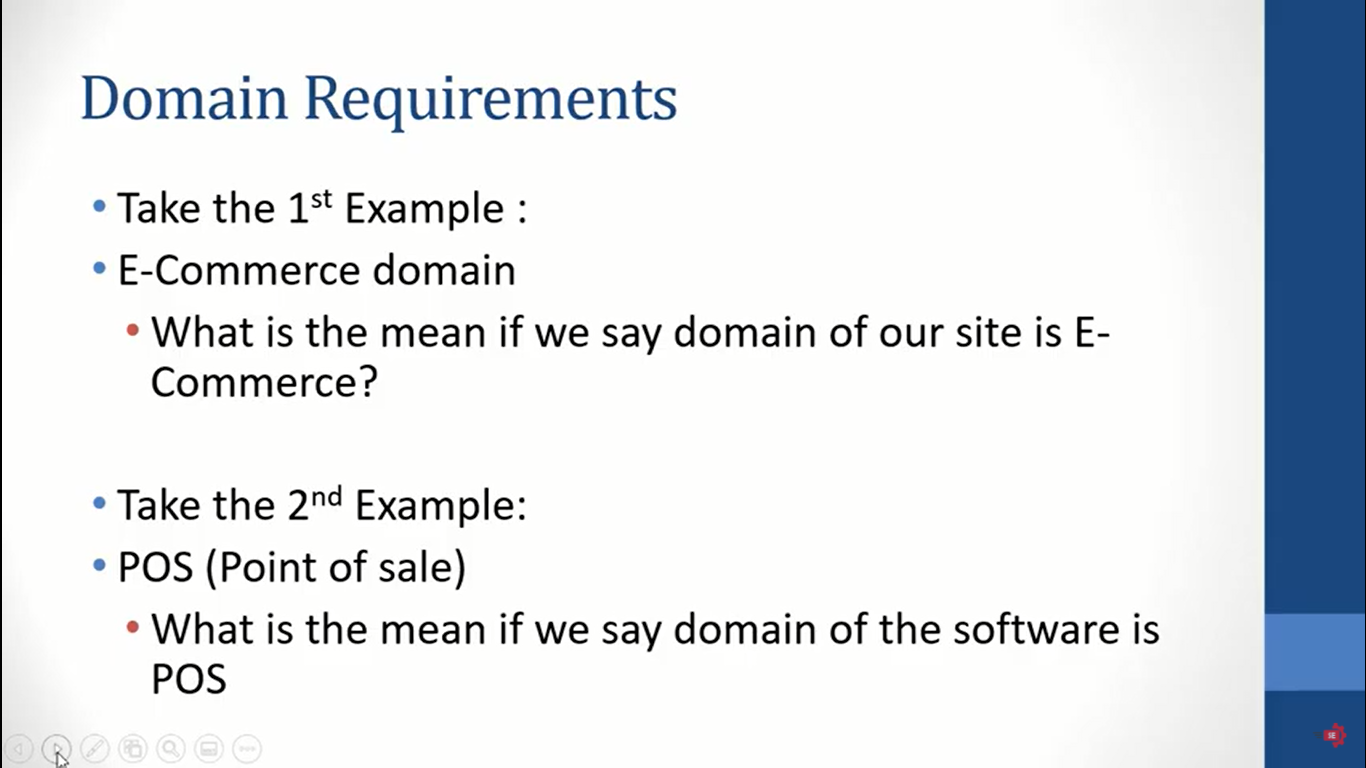 Domain Requirements
• Take the 1st Example :
• E-Commerce domain
• What is the mean if we say domain of our site is E-
Commerce?
• Take the 2nd Example:
• POS (Point of sale)
• What is the mean if we say domain of the software is
POS
SE